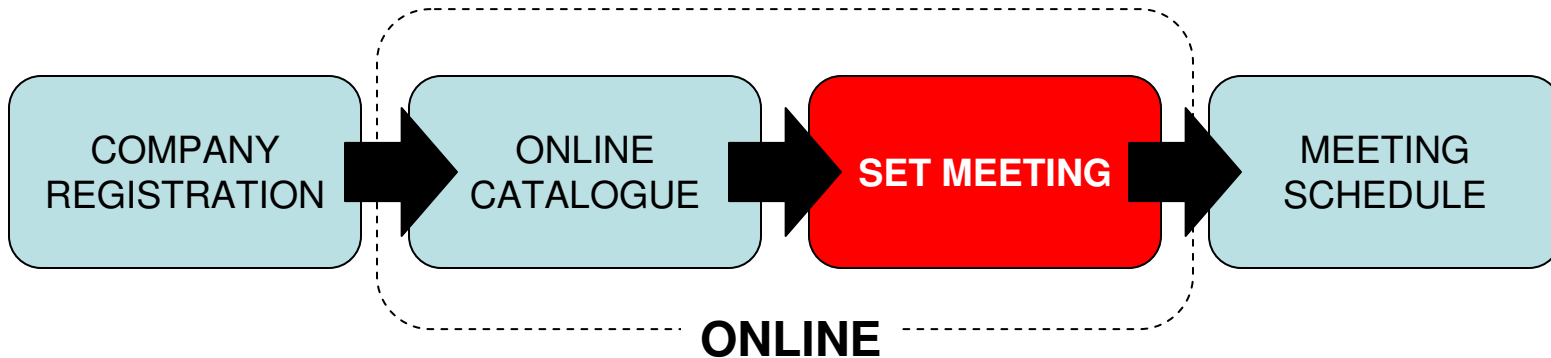 COMPANY
REGISTRATION
ONLINE
CATALOGUE
SET MEETING
MEETING
SCHEDULE
ONLINE